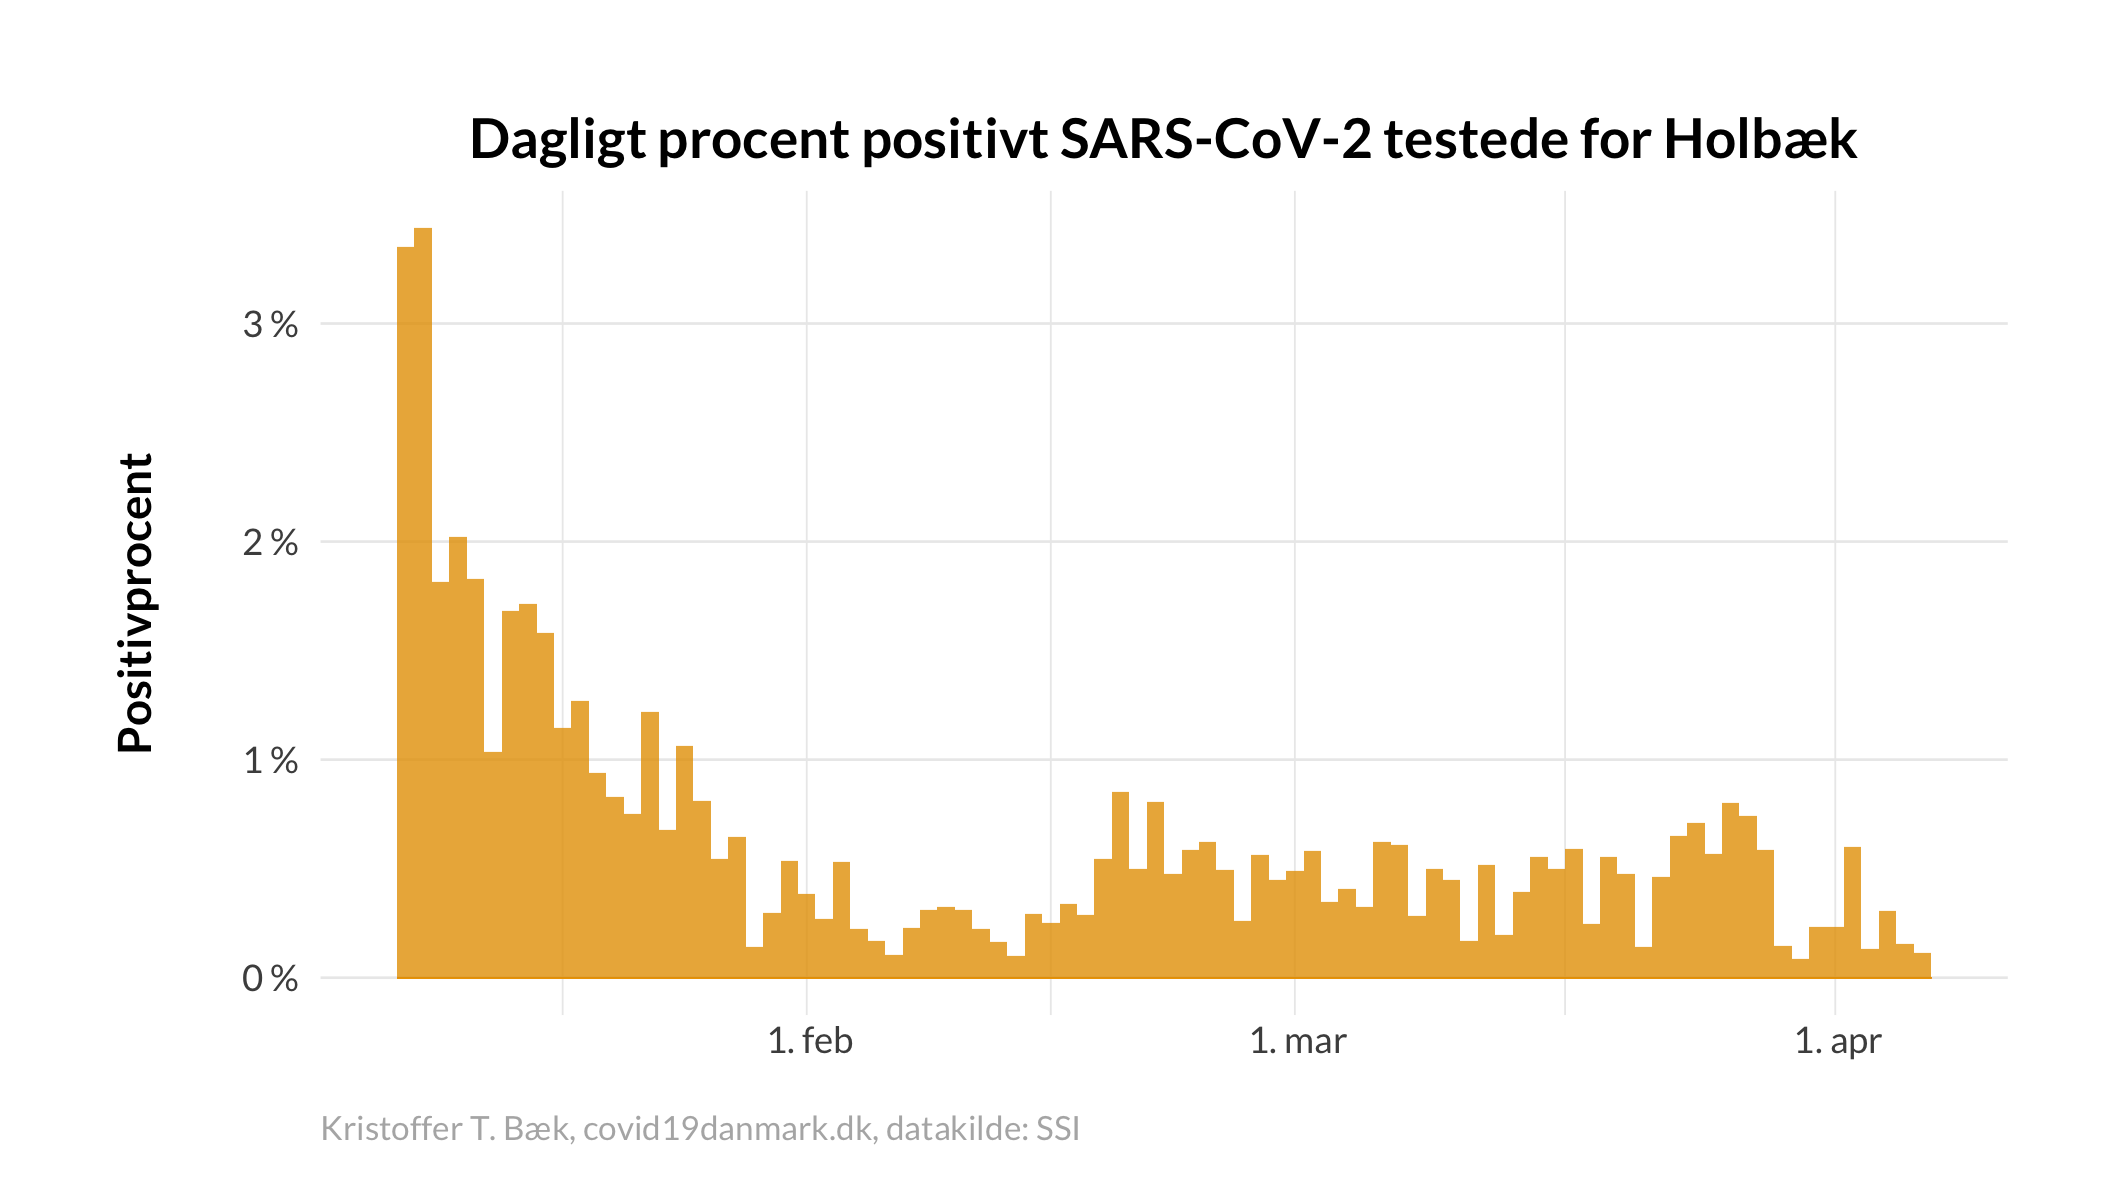 Dagligt procent positivt SARS-CoV-2 testede for Holbæk
Positivprocent
3 %
2 %
1 %
0 %
1. feb
1. mar
1. apr
Kristoffer T. Bæk, covid19danmark.dk, datakilde: SSI